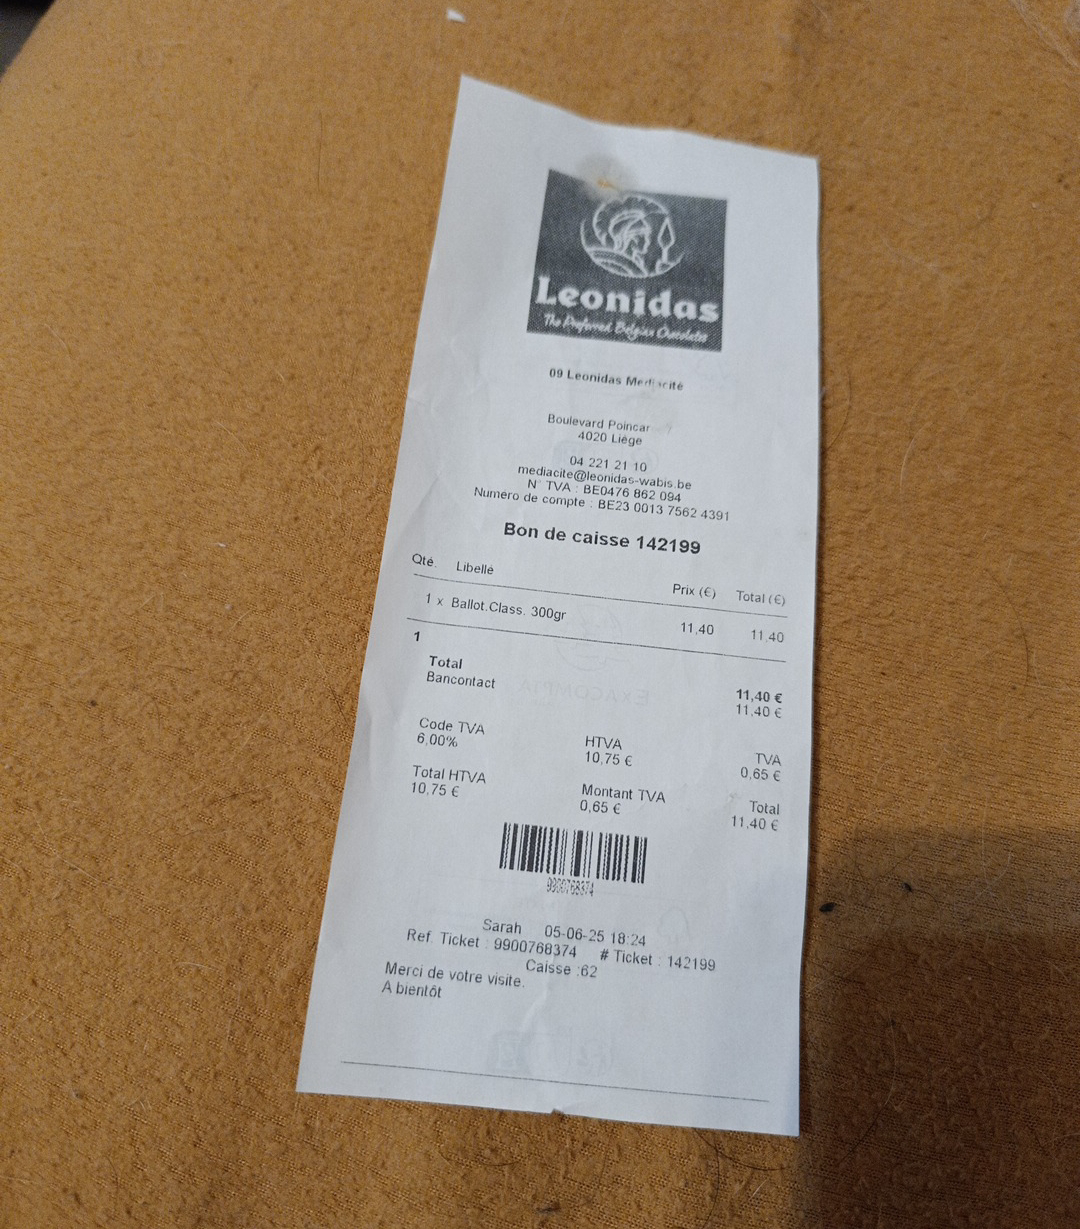 Leonidas
The Preferred Belgian Chocolates
09 Leonidas Mediacité
Boulevard Poincar
4020 Liège
04 221 21 10
mediacite@leonidas-wabis.be
N° TVA : BE0476 862 094
Numéro de compte : BE23 0013 7562 4391
Bon de caisse 142199
Qté. Libellé Prix (€) Total (€)
1 x Ballot.Class. 300gr 11,40 11,40
1
Total 11,40 €
Bancontact 11,40 €
Code TVA HTVA TVA
6,00% 10,75 € 0,65 €
Total HTVA Montant TVA Total
10,75 € 0,65 € 11,40 €
9900768374
Sarah 05-06-25 18:24
Ref. Ticket : 9900768374 # Ticket : 142199
Caisse :62
Merci de votre visite.
A bientôt
EXACOMPTA